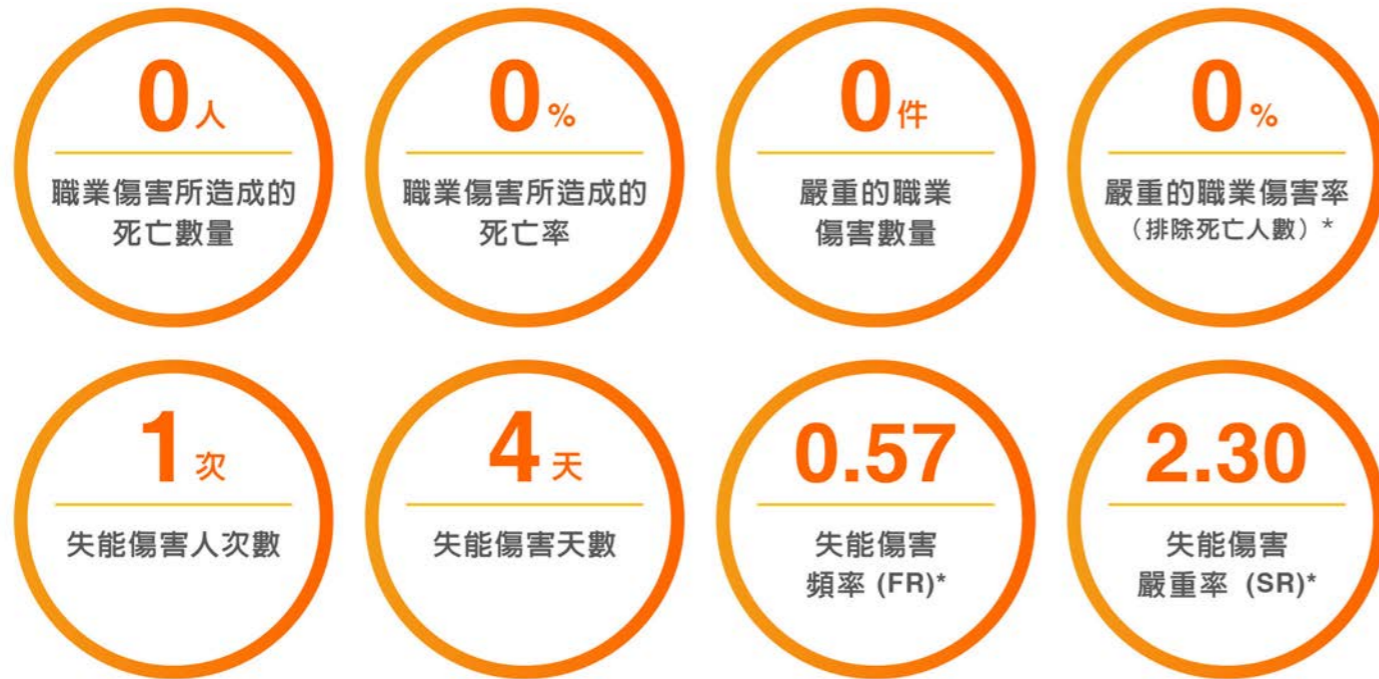 0人
職業傷害所造成的
死亡數量
0%
職業傷害所造成的
死亡率
0件
嚴重的職業
傷害數量
0%
嚴重的職業傷害率
(排除死亡人數)*
1次
失能傷害人次數
4天
失能傷害天數
0.57
失能傷害
頻率 (FR)*
2.30
失能傷害
嚴重率 (SR)*